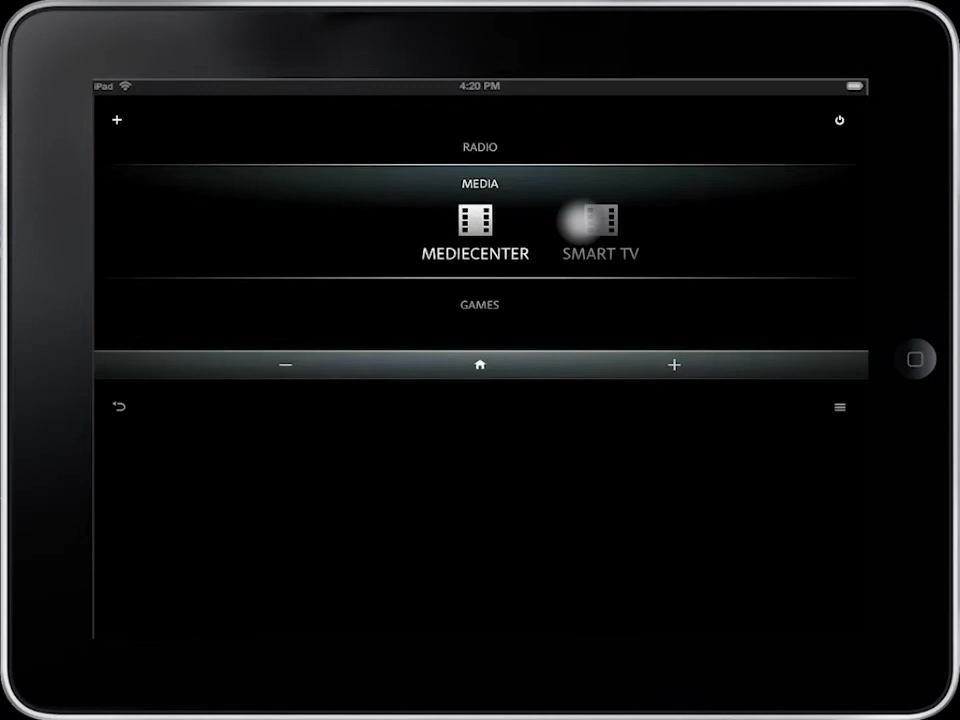 iPad 4:20 PM
RADIO
MEDIA
MEDIECENTER SMART TV
GAMES